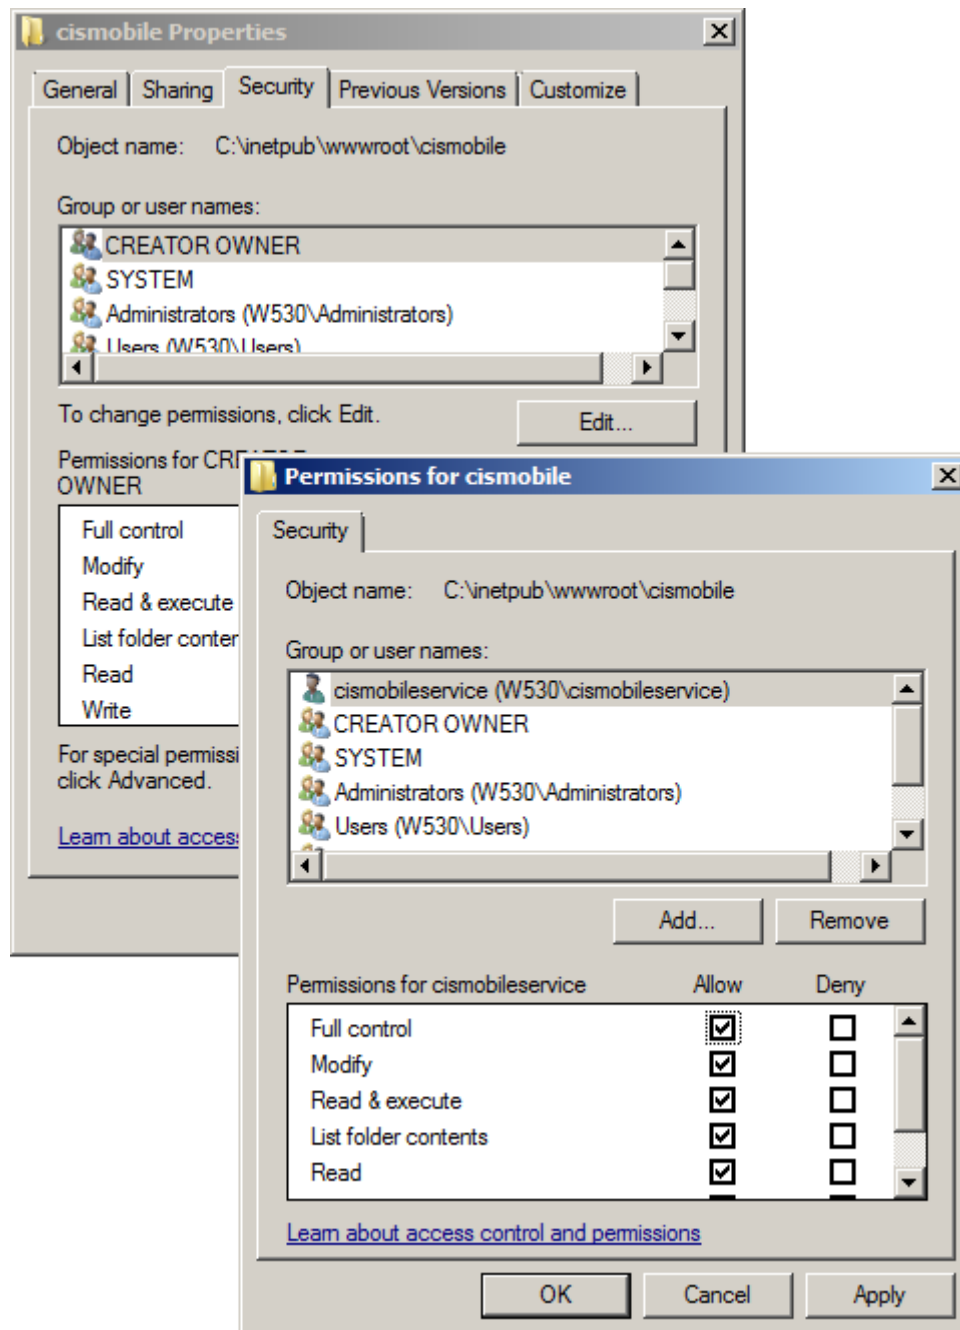 cismobile Properties
General Sharing Security Previous Versions Customize
Object name: C:\inetpub\wwwroot\cismobile
Group or user names:
CREATOR OWNER
SYSTEM
Administrators (W530\Administrators)
Users (W530\Users)
To change permissions, click Edit.
Edit...
Permissions for CREATOR
OWNER
Full control
Modify
Read & execute
List folder conter
Read
Write
For special permissi
click Advanced.
Learn about access
Permissions for cismobile
Security
Object name: C:\inetpub\wwwroot\cismobile
Group or user names:
cismobileservice (W530\cismobileservice)
CREATOR OWNER
SYSTEM
Administrators (W530\Administrators)
Users (W530\Users)
Add... Remove
Permissions for cismobileservice Allow Deny
Full control
Modify
Read & execute
List folder contents
Read
Learn about access control and permissions
OK Cancel Apply